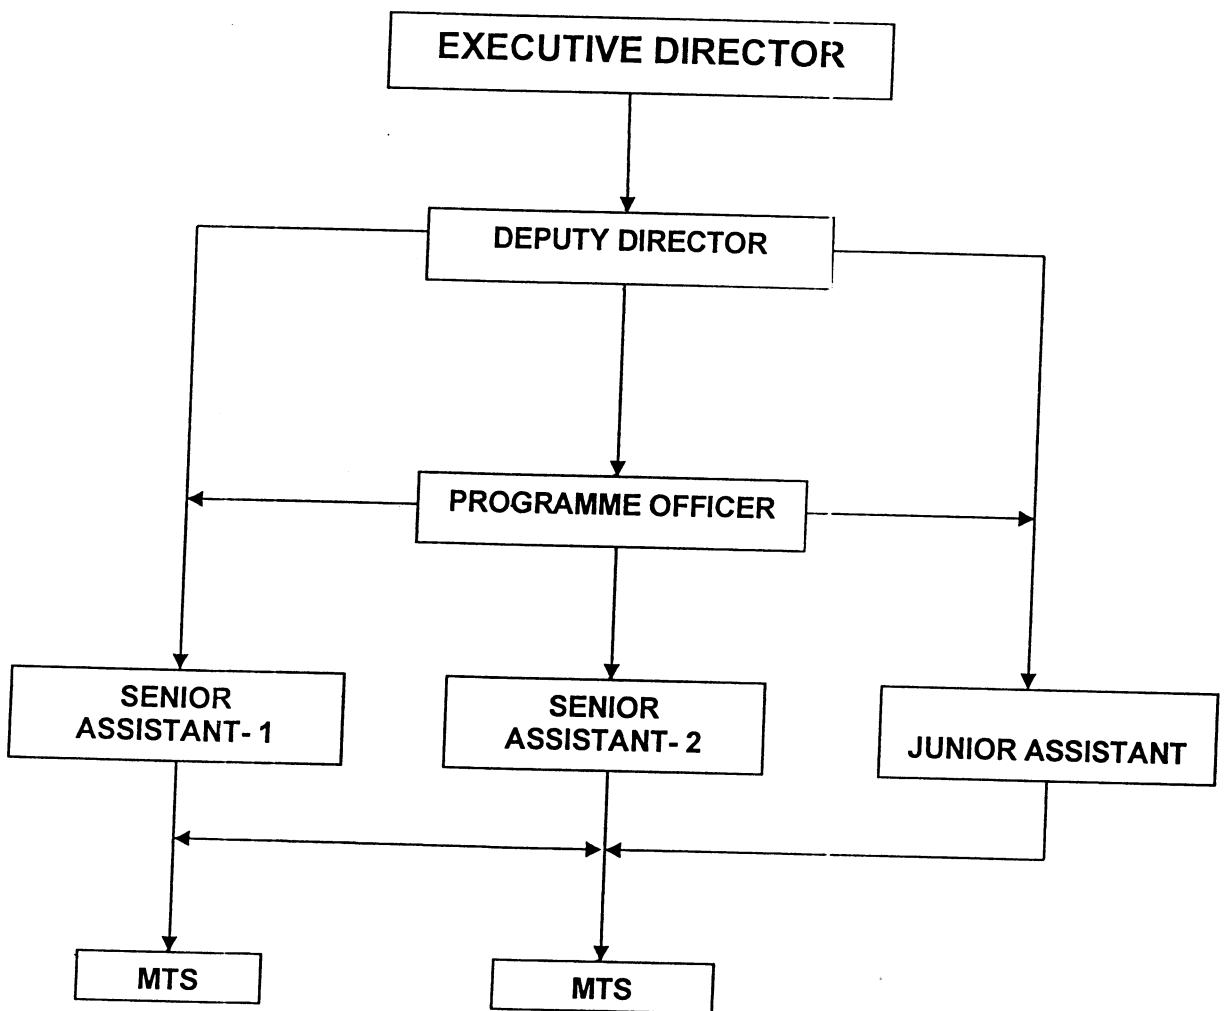 EXECUTIVE DIRECTOR
DEPUTY DIRECTOR
PROGRAMME OFFICER
SENIOR
ASSISTANT- 1
SENIOR
ASSISTANT- 2
JUNIOR ASSISTANT
MTS
MTS